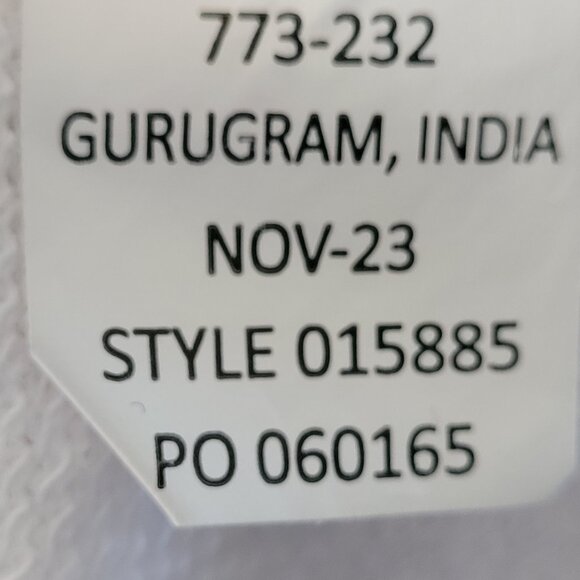 773-232
GURUGRAM, INDIA
NOV-23
STYLE 015885
PO 060165